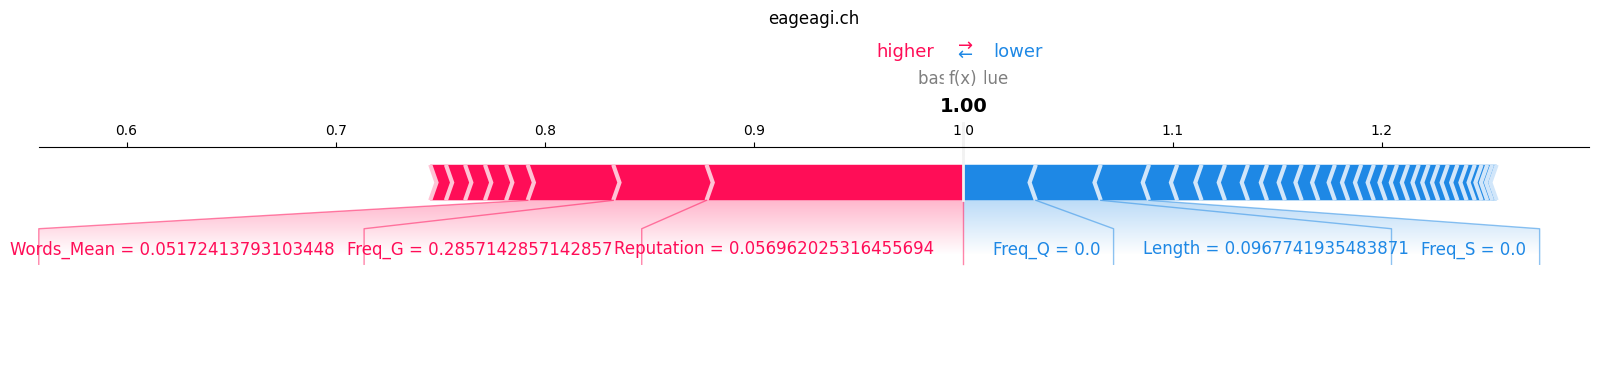 eageagi.ch
higher → lower
←
bas f(x) lue
1.00
0.6 0.7 0.8 0.9 1.0 1.1 1.2
Words_Mean = 0.05172413793103448 Freq_G = 0.2857142857142857 Reputation = 0.056962025316455694 Freq_Q = 0.0 Length = 0.0967741935483871 Freq_S = 0.0